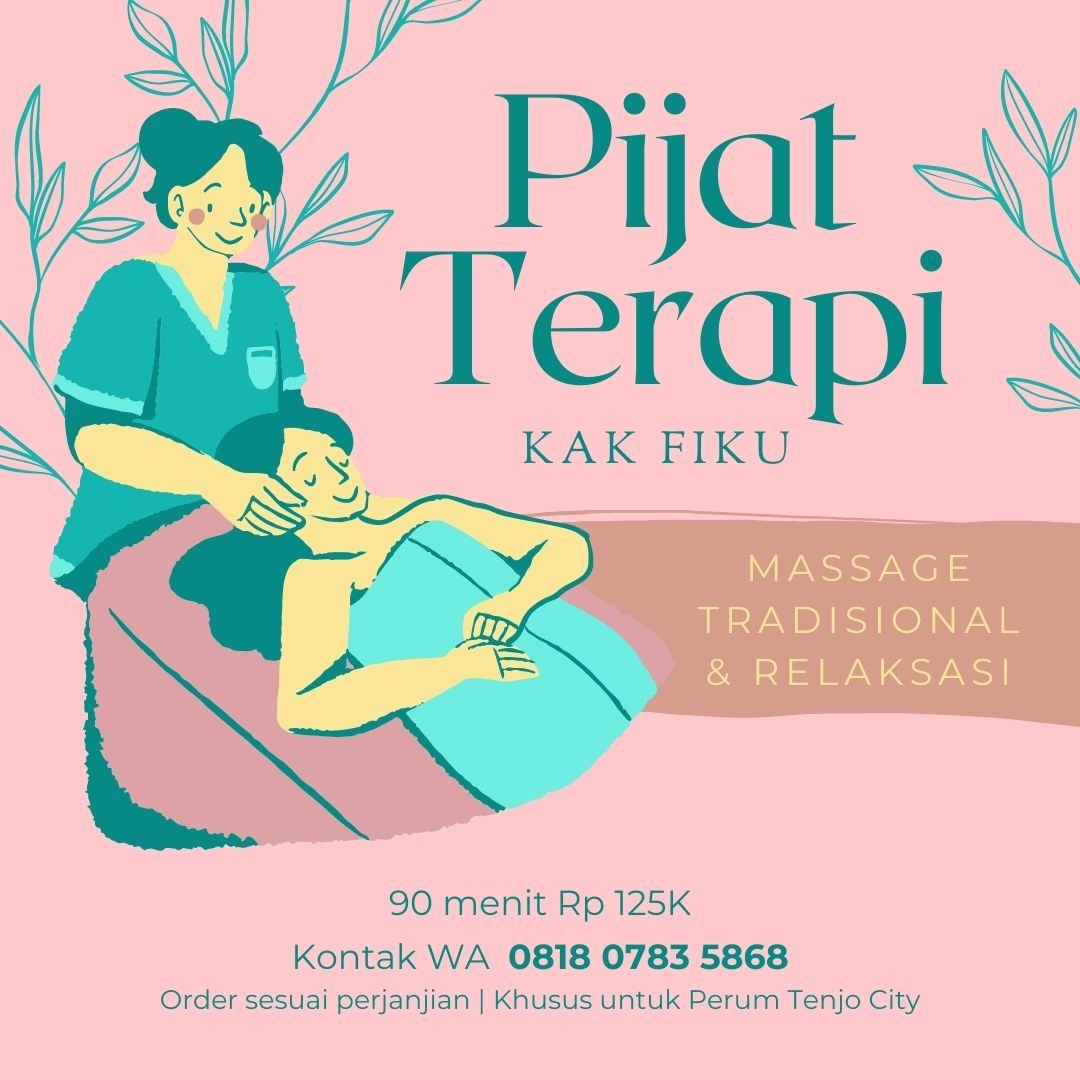 Pijat
Terapi
KAK FIKU
MASSAGE
TRADISIONAL
& RELAKSASI
90 menit Rp 125K
Kontak WA 0818 0783 5868
Order sesuai perjanjian | Khusus untuk Perum Tenjo City